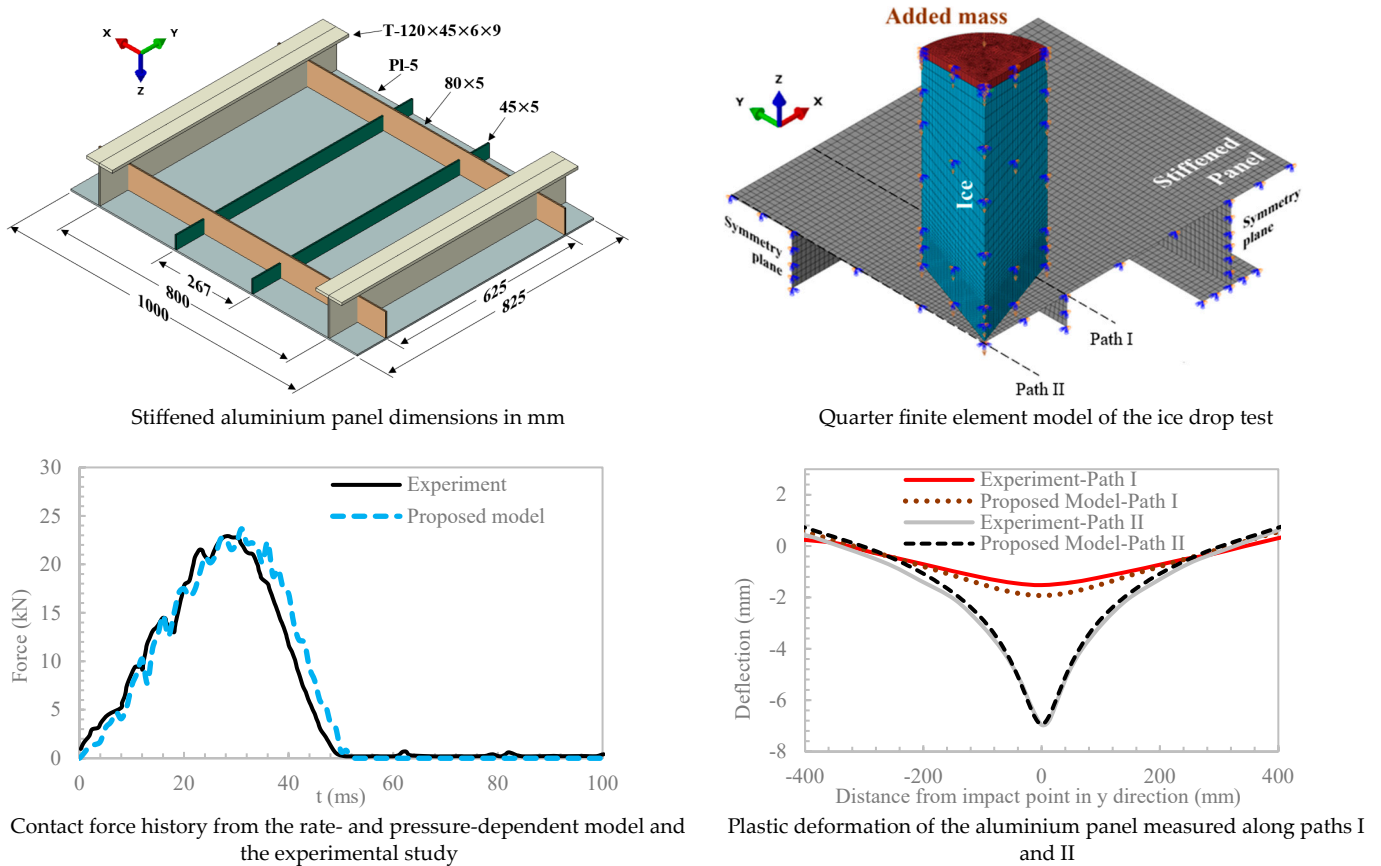 X
Y
Z
T-120×45×6×9
Pl-5
80×5
45×5
267
800
1000
625
825
Stiffened aluminium panel dimensions in mm
Added mass
Z
Y
X
Ice
Stiffened
Panel
Symmetry
plane
Symmetry
plane
Path I
Path II
Quarter finite element model of the ice drop test
30
25
20
15
10
5
0
Force (kN)
Experiment
Proposed model
0
20
40
60
80
100
t (ms)
Contact force history from the rate- and pressure-dependent model and
the experimental study
2
0
-2
-4
-6
-8
Deflection (mm)
Experiment-Path I
Proposed Model-Path I
Experiment-Path II
Proposed Model-Path II
-400
-200
0
200
400
Distance from impact point in y direction (mm)
Plastic deformation of the aluminium panel measured along paths I
and II